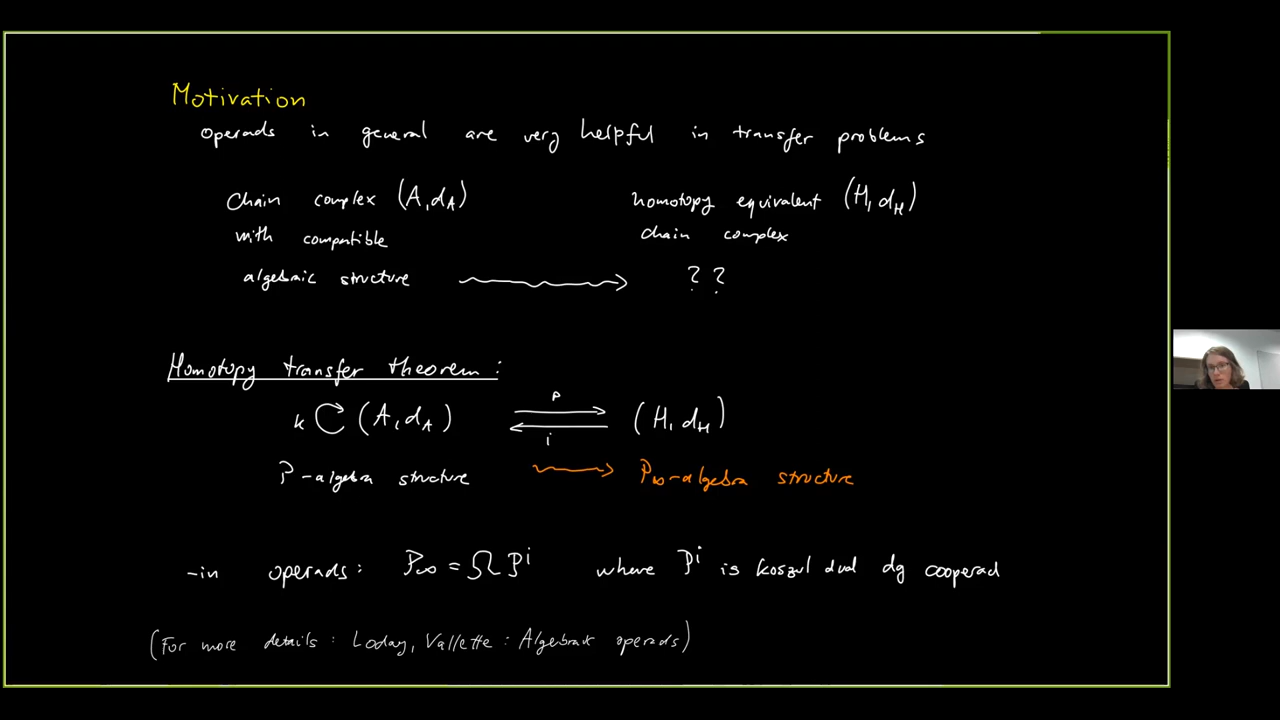 Motivation
operads in general are very helpful in transfer problems
chain complex (A, d_A) homotopy equivalent (H, d_H)
with compatible chain complex
algebraic structure ⇝ ??
Homotopy transfer theorem:
p
h (A, d_A) ⇄ (H, d_H)
i
P-algebra structure ⇝ P∞-algebra structure
-in operads: P∞ = ΩP^¡ where P^¡ is koszul dual dg cooperad
(For more details: Loday, Vallette: Algebraic operads)